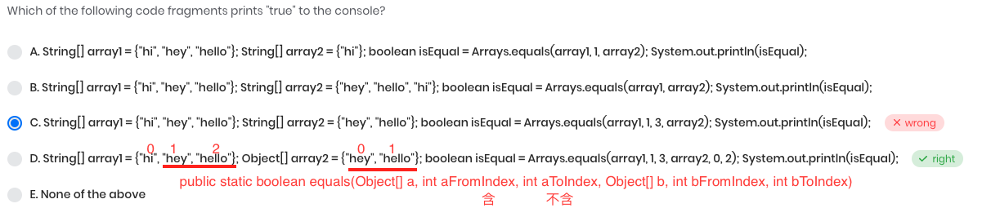 Which of the following code fragments prints "true" to the console?
A. String[] array1 = {"hi", "hey", "hello"}; String[] array2 = {"hi"}; boolean isEqual = Arrays.equals(array1, 1, array2); System.out.println(isEqual);
B. String[] array1 = {"hi", "hey", "hello"}; String[] array2 = {"hey", "hello", "hi"}; boolean isEqual = Arrays.equals(array1, array2); System.out.println(isEqual);
C. String[] array1 = {"hi", "hey", "hello"}; String[] array2 = {"hey", "hello"}; boolean isEqual = Arrays.equals(array1, 1, 3, array2); System.out.println(isEqual); × wrong
0 1 2 0 1
D. String[] array1 = {"hi", "hey", "hello"}; Object[] array2 = {"hey", "hello"}; boolean isEqual = Arrays.equals(array1, 1, 3, array2, 0, 2); System.out.println(isEqual); ✓ right
public static boolean equals(Object[] a, int aFromIndex, int aToIndex, Object[] b, int bFromIndex, int bToIndex)
E. None of the above
含 不含